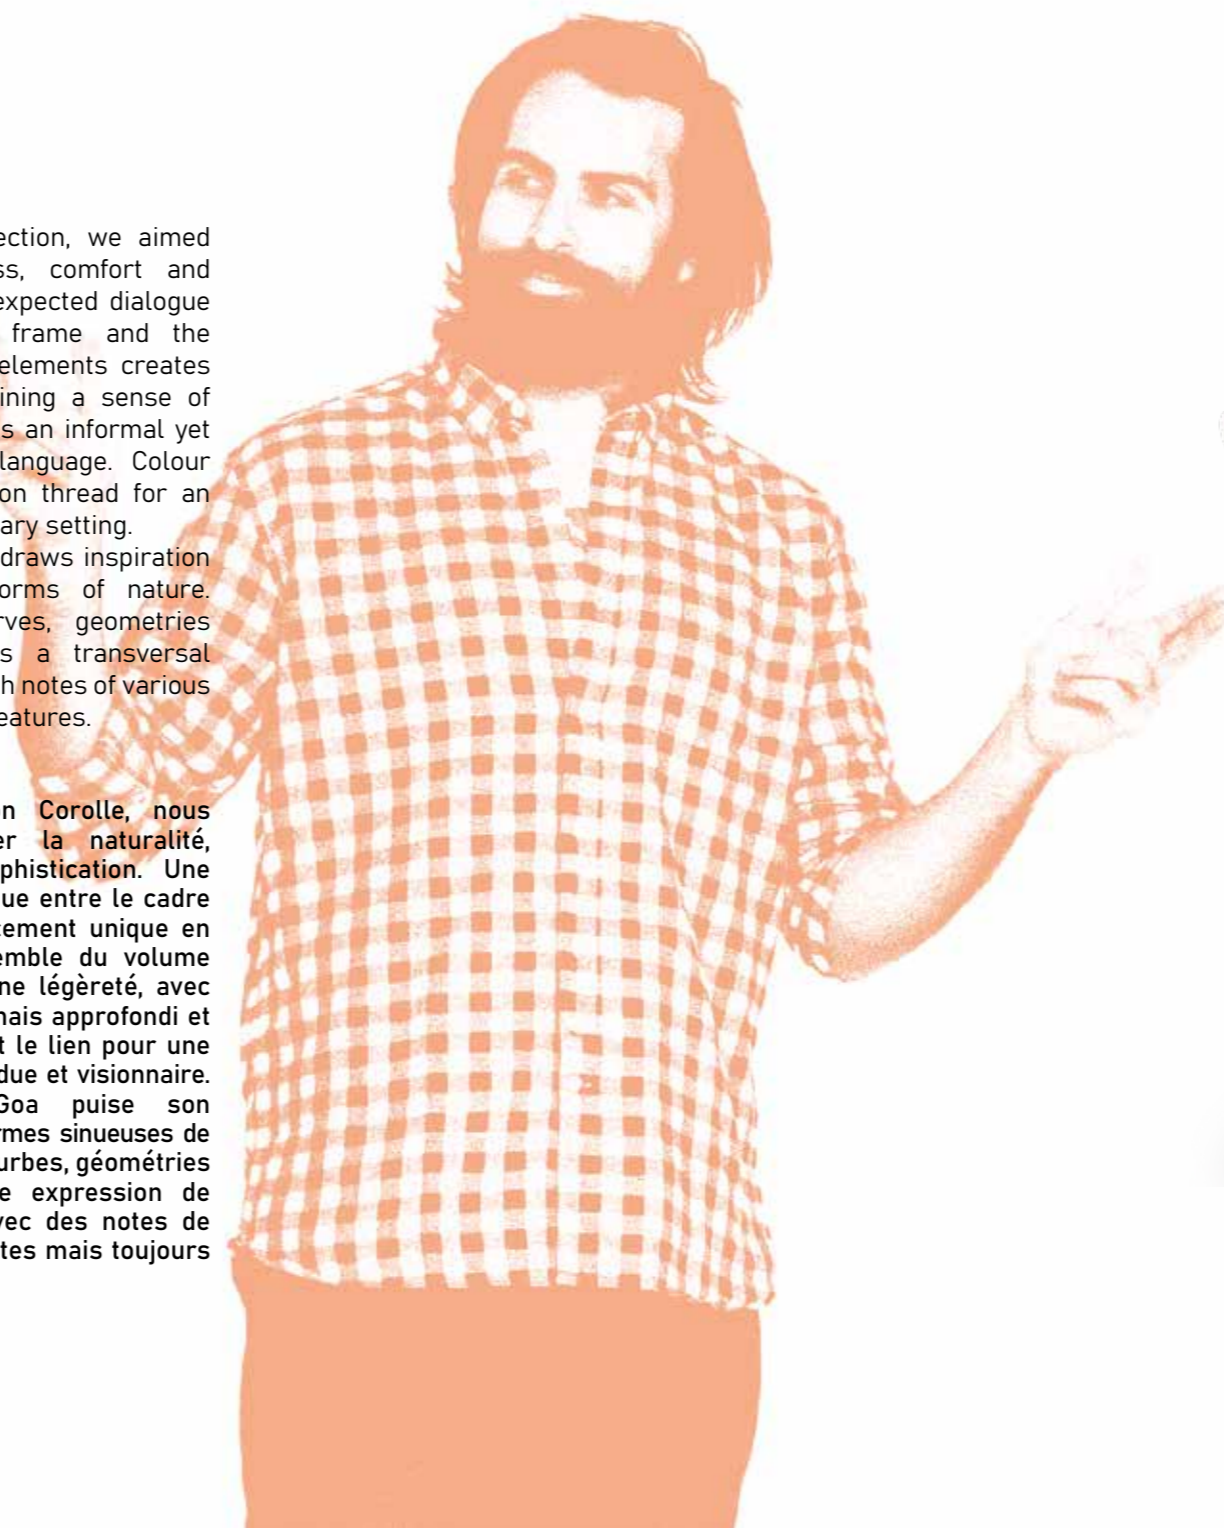 ection, we aimed
ss, comfort and
expected dialogue
frame and the
elements creates
ining a sense of
s an informal yet
language. Colour
on thread for an
ary setting.
draws inspiration
orms of nature.
rves, geometries
s a transversal
h notes of various
eatures.
on Corolle, nous
er la naturalité,
phistication. Une
ue entre le cadre
cement unique en
emble du volume
ne légèreté, avec
mais approfondi et
t le lien pour une
due et visionnaire.
Goa puise son
rmes sinueuses de
urbes, géométries
e expression de
vec des notes de
tes mais toujours